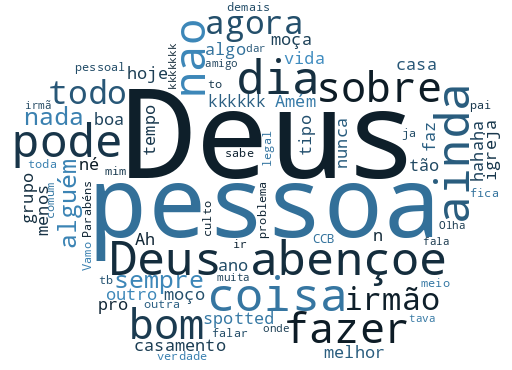 demais
agora
moça
não
algo
dar
vida
casa
kkkkkkk
amigo
pessoal
hoje
dia
sobre
todo
to
kkkkkk
Amém
irmã
nada
boa
tempo
Deus
tipo
nunca
ja
faz
ainda
pai
hahaha
igreja
legal
pode
né
sabe
tão
toda
mim
fica
grupo
menos
comum
alguém
Parabéns
pessoa
Vamo
Ah
culto
problema
n
Olha
ir
CCB
fala
Deus abençoe
ano
muita
tb
sempre
meio
outro
moço
coisa
irmão
pro
outra
tava
bom
spotted
fazer
falar
onde
casamento
melhor
verdade